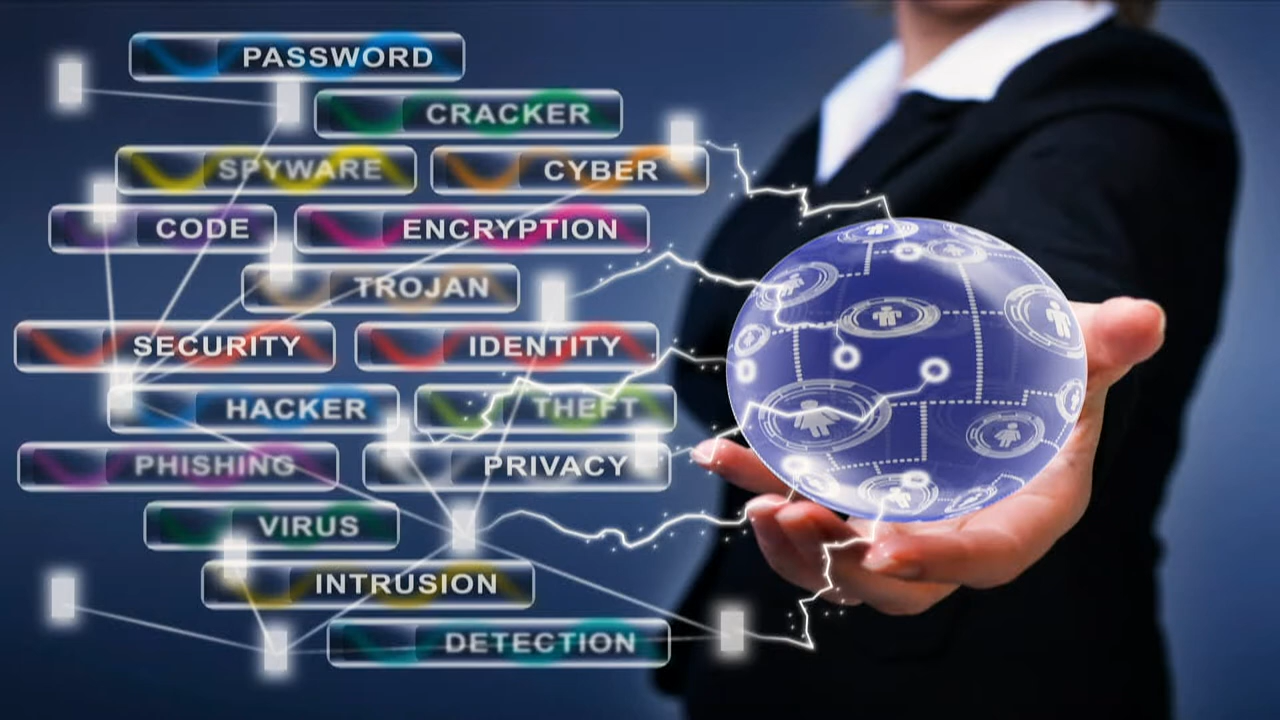 PASSWORD
CRACKER
SPYWARE CYBER
CODE ENCRYPTION
TROJAN
SECURITY IDENTITY
HACKER THEFT
PHISHING PRIVACY
VIRUS
INTRUSION
DETECTION